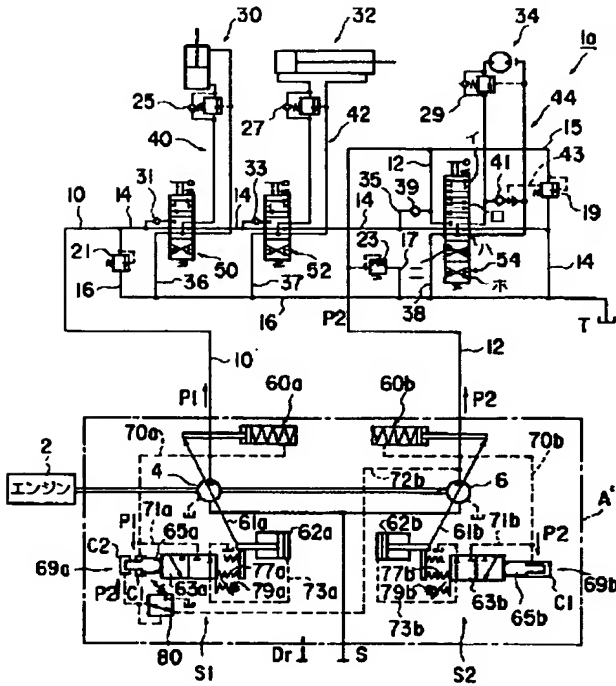 30
32
34
1a
25
27
29
40
42
44
15
43
12
41
イ
31
33
35
39
19
10
14
14
14
ロ
21
23
17
ハ
ニ
50
52
54
14
16
36
37
38
ホ
16
P2
T
10
12
P1
P2
60a
60b
70a
70b
2
エンジン
4
72b
6
A'
71a
61a
62a
62b
61b
71b
P1
65a
P2
C2
69a
77a
77b
69b
P2
C1
63a
79a
73a
79b
73b
63b
65b
C1
80
S1
Dr
S
S2